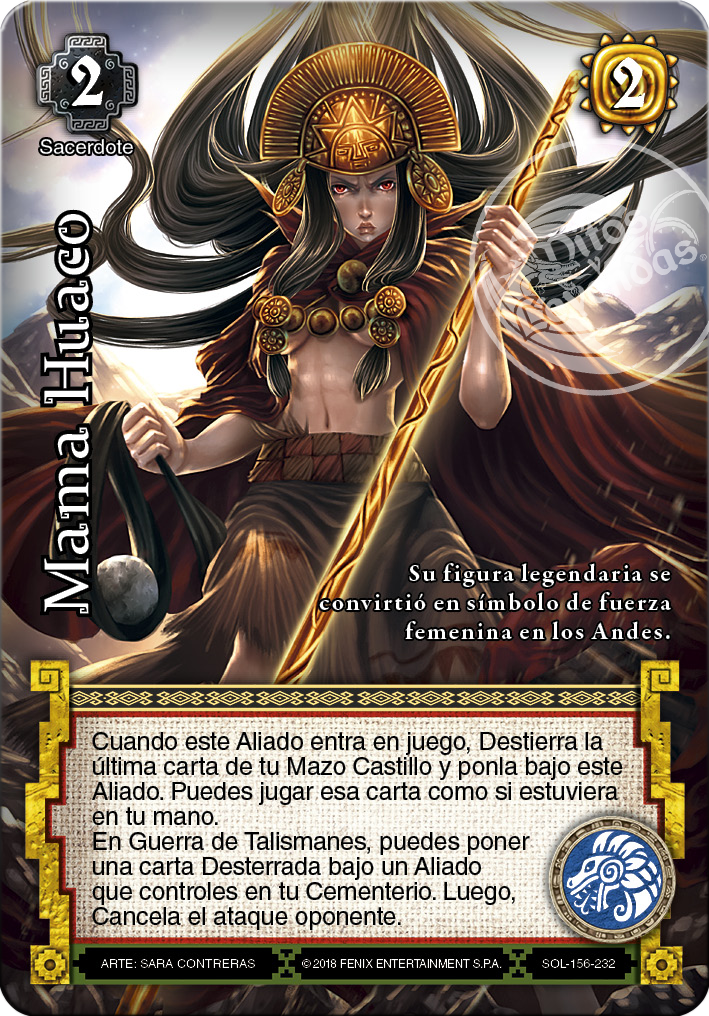 2
2
Sacerdote
Mitos y Leyendas
Mama Huaco
Su figura legendaria se
convirtió en símbolo de fuerza
femenina en los Andes.
Cuando este Aliado entra en juego, Destierra la
última carta de tu Mazo Castillo y ponla bajo este
Aliado. Puedes jugar esa carta como si estuviera
en tu mano.
En Guerra de Talismanes, puedes poner
una carta Desterrada bajo un Aliado
que controles en tu Cementerio. Luego,
Cancela el ataque oponente.
ARTE: SARA CONTRERAS
© 2018 FENIX ENTERTAINMENT S.P.A.
SOL-156-232